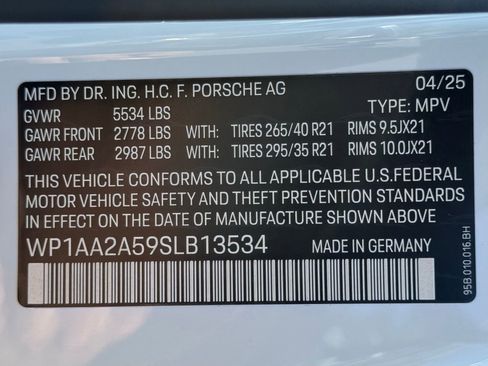 MFD BY DR. ING. H.C. F. PORSCHE AG 04/25
GVWR 5534 LBS TYPE: MPV
GAWR FRONT 2778 LBS WITH: TIRES 265/40 R21 RIMS 9.5JX21
GAWR REAR 2987 LBS WITH: TIRES 295/35 R21 RIMS 10.0JX21
THIS VEHICLE CONFORMS TO ALL APPLICABLE U.S.FEDERAL
MOTOR VEHICLE SAFETY AND THEFT PREVENTION STANDARDS
IN EFFECT ON THE DATE OF MANUFACTURE SHOWN ABOVE
WP1AA2A59SLB13534 MADE IN GERMANY
95B.010.016.BH